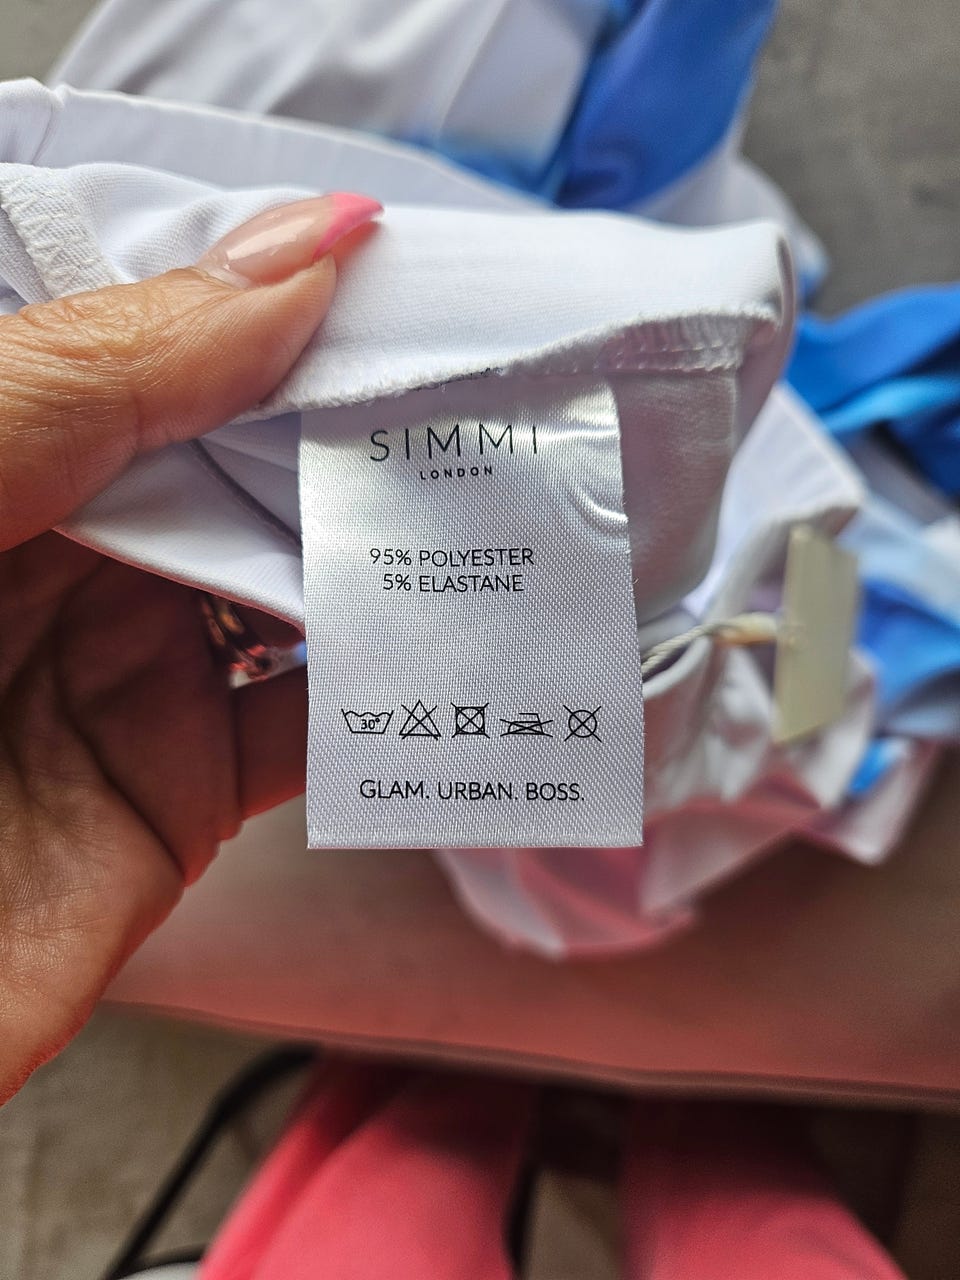 SIMMI
LONDON
95% POLYESTER
5% ELASTANE
30°
GLAM. URBAN. BOSS.